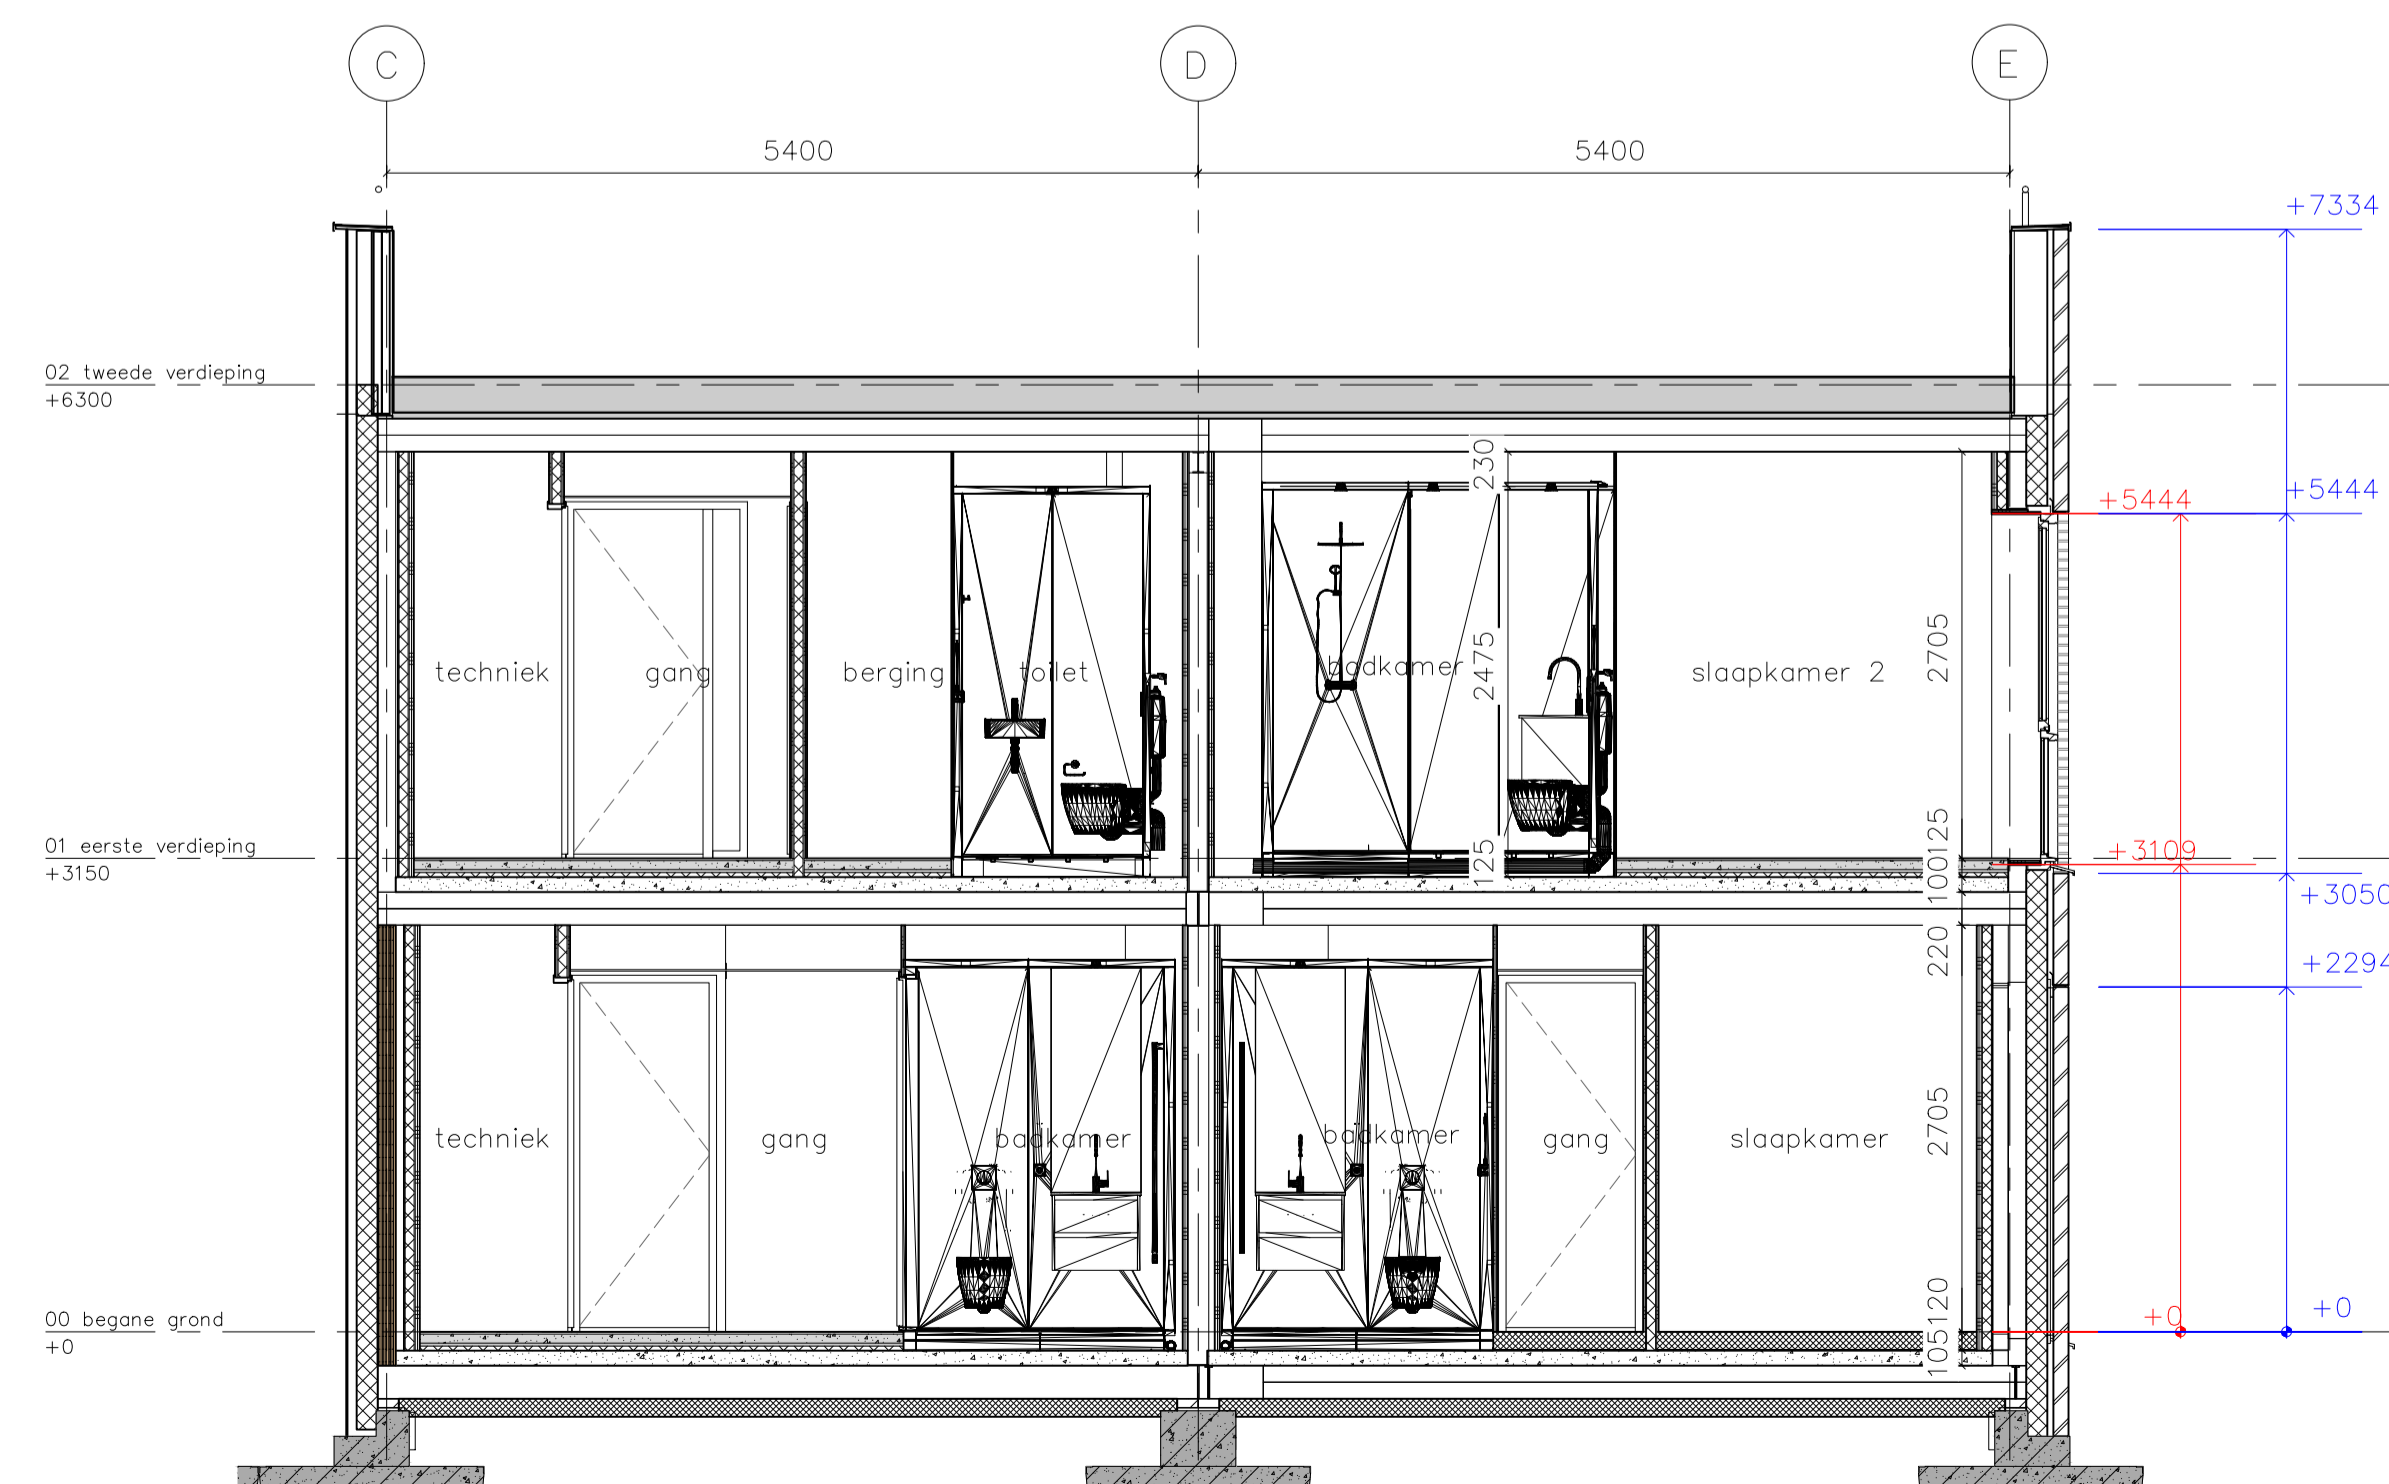 C
D
E
5400
5400
+7334
02 tweede verdieping
+6300
230
+5444
+5444
techniek
gang
berging
toilet
badkamer
2475
slaapkamer 2
2705
01 eerste verdieping
+3150
125
100125
+3109
+3050
220
+2294
techniek
gang
badkamer
badkamer
gang
slaapkamer
2705
00 begane grond
+0
105120
+0
+0